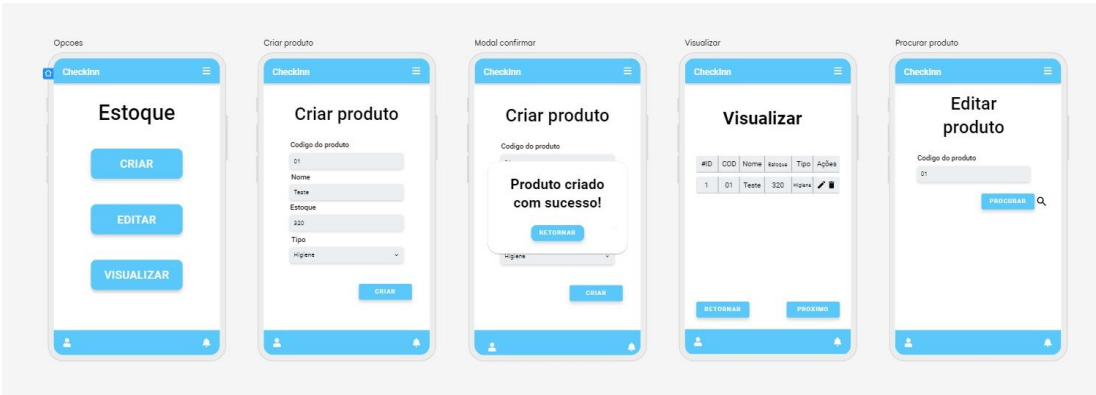 Opcoes
CheckInn
Estoque
CRIAR
EDITAR
VISUALIZAR
Criar produto
CheckInn
Criar produto
Codigo do produto
01
Nome
Teste
Estoque
320
Tipo
Higiene
CRIAR
Modal confirmar
CheckInn
Criar produto
Codigo do produto
Produto criado
com sucesso!
RETORNAR
Higiene
CRIAR
Visualizar
CheckInn
Visualizar
#ID COD Nome Estoque Tipo Ações
1 01 Teste 320 Higiene
RETORNAR PROXIMO
Procurar produto
CheckInn
Editar
produto
Codigo do produto
01
PROCURAR